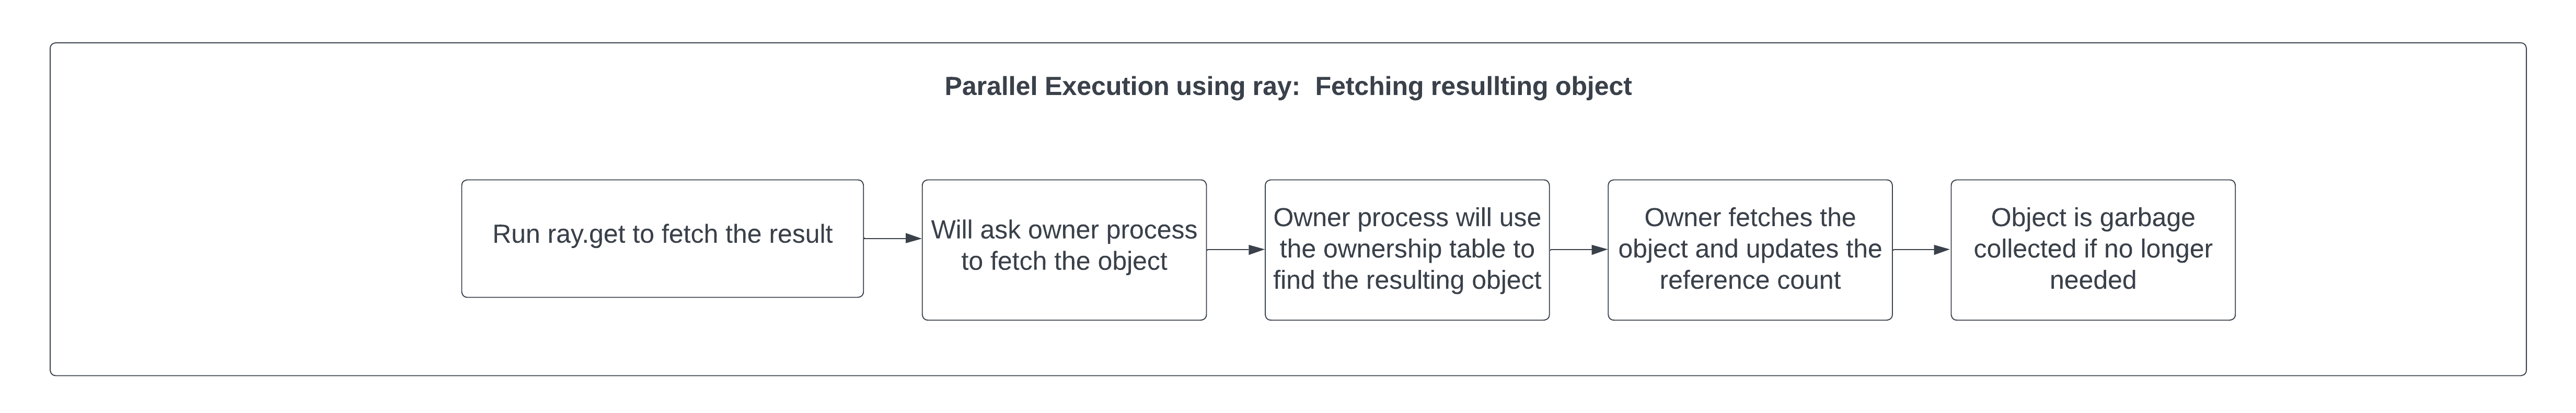 Parallel Execution using ray:  Fetching resullting object
Run ray.get to fetch the result
Will ask owner process
to fetch the object
Owner process will use
the ownership table to
find the resulting object
Owner fetches the
object and updates the
reference count
Object is garbage
collected if no longer
needed